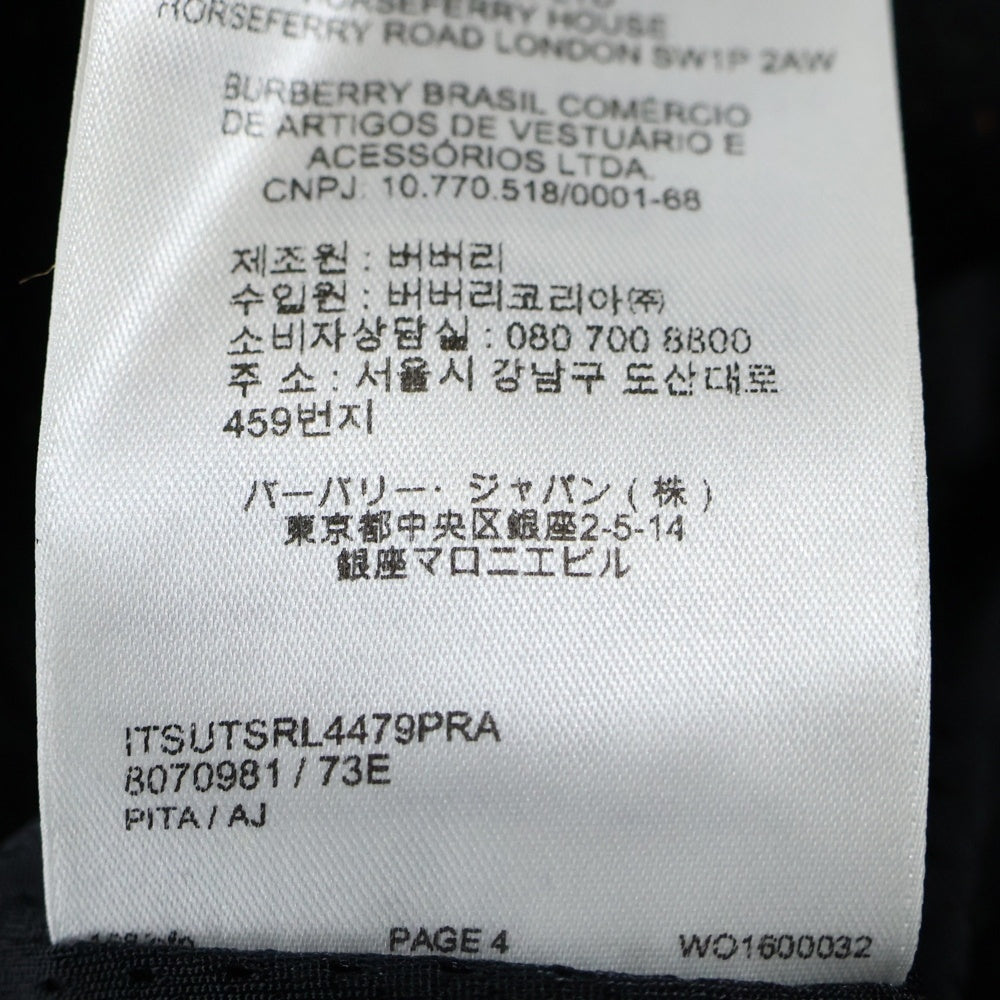 HORSEFERRY HOUSE
HORSEFERRY ROAD LONDON SW1P 2AW
BURBERRY BRASIL COMÉRCIO
DE ARTIGOS DE VESTUÁRIO E
ACESSÓRIOS LTDA.
CNPJ: 10.770.518/0001-68
제조원 : 버버리
수입원 : 버버리코리아㈜
소비자상담실 : 080 700 8800
주 소 : 서울시 강남구 도산대로
459번지
バーバリー・ジャパン ( 株 )
東京都中央区銀座2-5-14
銀座マロニエビル
ITSUTSRL4479PRA
8070981 / 73E
PITA / AJ
PAGE 4
WO1600032